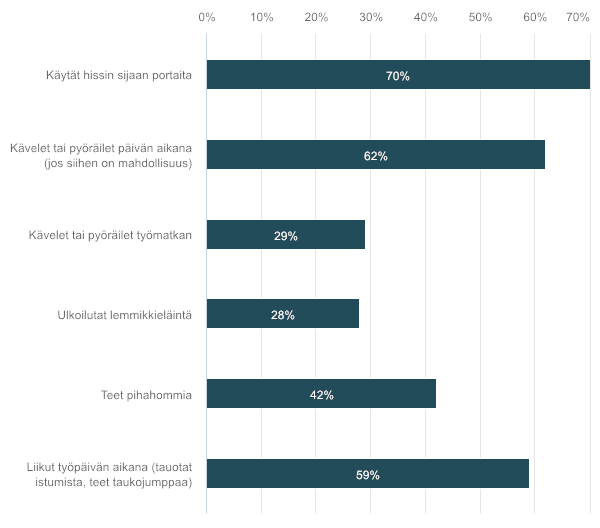 0% 10% 20% 30% 40% 50% 60% 70%
Käytät hissin sijaan portaita
70%
Kävelet tai pyöräilet päivän aikana
(jos siihen on mahdollisuus)
62%
Kävelet tai pyöräilet työmatkan
29%
Ulkoilutat lemmikkieläintä
28%
Teet pihahommia
42%
Liikut työpäivän aikana (tauotat
istumista, teet taukojumppaa)
59%